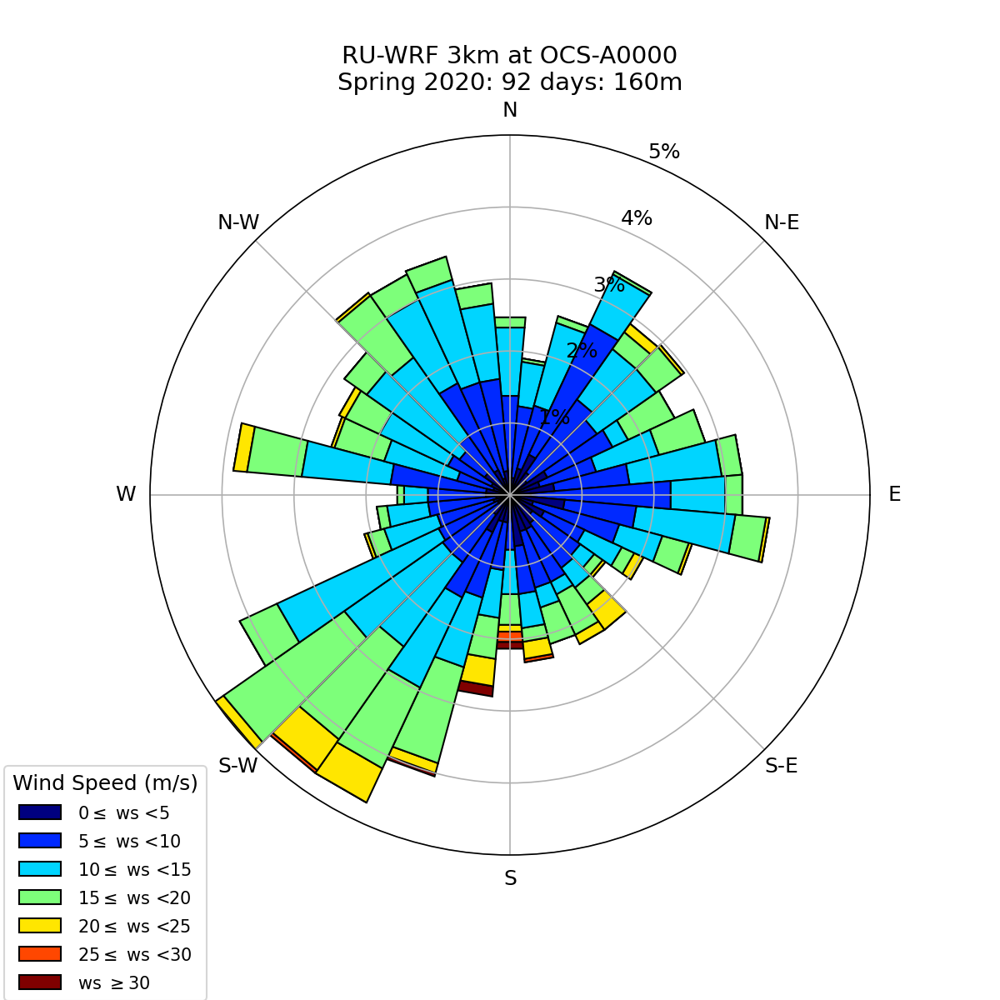 RU-WRF 3km at OCS-A0000
Spring 2020: 92 days: 160m
N
5%
4%
N-W
N-E
3%
2%
1%
W
E
S-W
S-E
S
Wind Speed (m/s)
0 ≤ ws <5
5 ≤ ws <10
10 ≤ ws <15
15 ≤ ws <20
20 ≤ ws <25
25 ≤ ws <30
ws ≥ 30